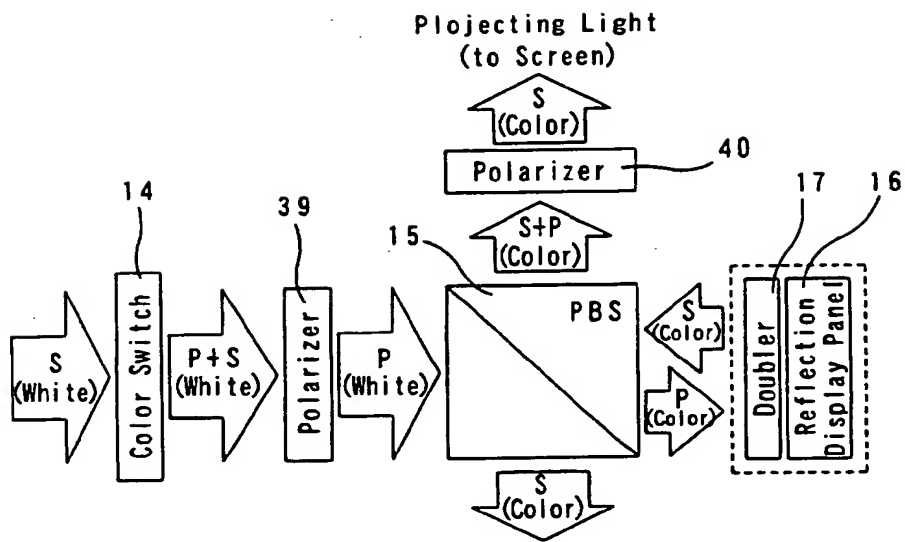 Plojecting Light
(to Screen)
S
(Color)
Polarizer
40
S+P
(Color)
14
39
15
17
16
S
(White)
Color Switch
P+S
(White)
Polarizer
P
(White)
PBS
S
(Color)
P
(Color)
Doubler
Reflection
Display Panel
S
(Color)